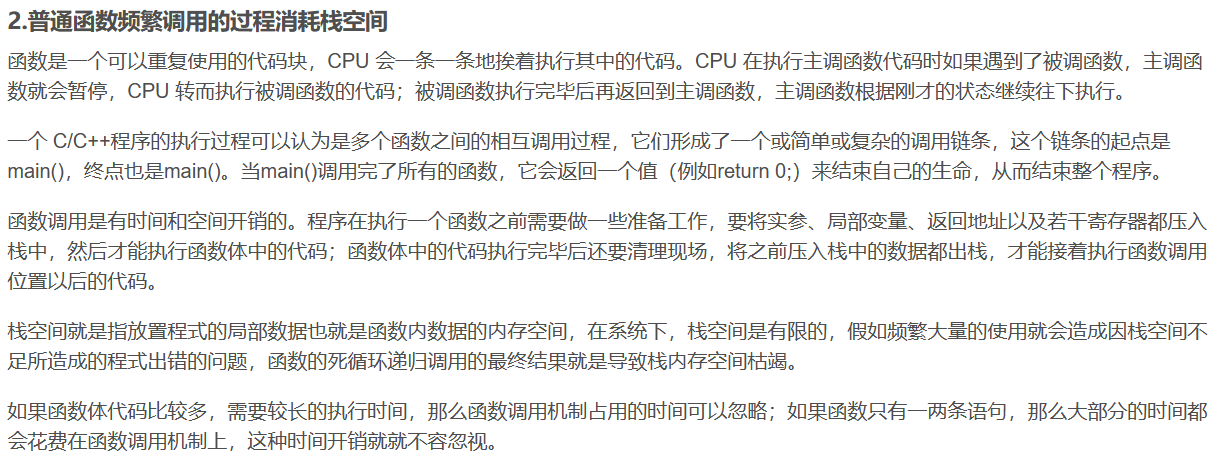 2.普通函数频繁调用的过程消耗栈空间
函数是一个可以重复使用的代码块，CPU 会一条一条地挨着执行其中的代码。CPU 在执行主调函数代码时如果遇到了被调函数，主调函
数就会暂停，CPU 转而执行被调函数的代码；被调函数执行完毕后再返回到主调函数，主调函数根据刚才的状态继续往下执行。
一个 C/C++程序的执行过程可以认为是多个函数之间的相互调用过程，它们形成了一个或简单或复杂的调用链条，这个链条的起点是
main()，终点也是main()。当main()调用完了所有的函数，它会返回一个值（例如return 0;）来结束自己的生命，从而结束整个程序。
函数调用是有时间和空间开销的。程序在执行一个函数之前需要做一些准备工作，要将实参、局部变量、返回地址以及若干寄存器都压入
栈中，然后才能执行函数体中的代码；函数体中的代码执行完毕后还要清理现场，将之前压入栈中的数据都出栈，才能接着执行函数调用
位置以后的代码。
栈空间就是指放置程式的局部数据也就是函数内数据的内存空间，在系统下，栈空间是有限的，假如频繁大量的使用就会造成因栈空间不
足所造成的程式出错的问题，函数的死循环递归调用的最终结果就是导致栈内存空间枯竭。
如果函数体代码比较多，需要较长的执行时间，那么函数调用机制占用的时间可以忽略；如果函数只有一两条语句，那么大部分的时间都
会花费在函数调用机制上，这种时间开销就就不容忽视。